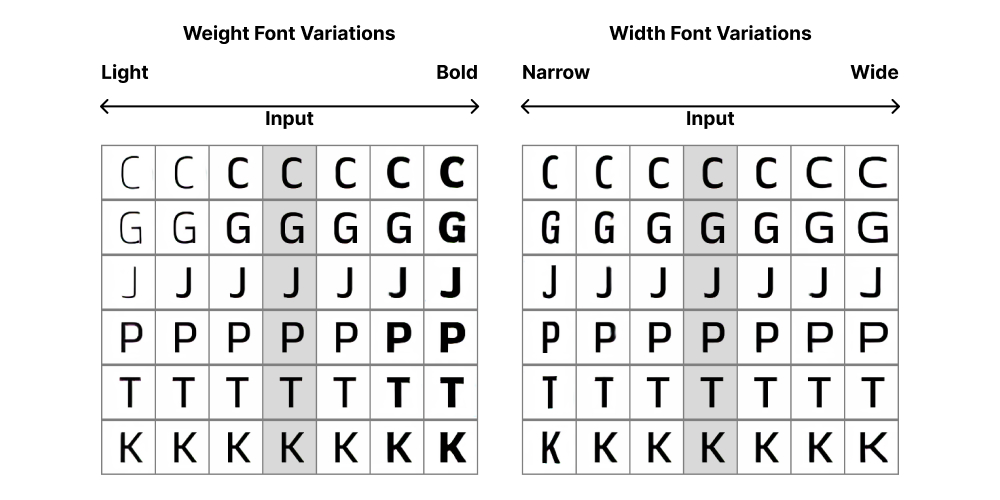 Weight Font Variations
Light Bold
Input
C C C C C C C
G G G G G G G
J J J J J J J
P P P P P P P
T T T T T T T
K K K K K K K
Width Font Variations
Narrow Wide
Input
C C C C C C C
G G G G G G G
J J J J J J J
P P P P P P P
T T T T T T T
K K K K K K K